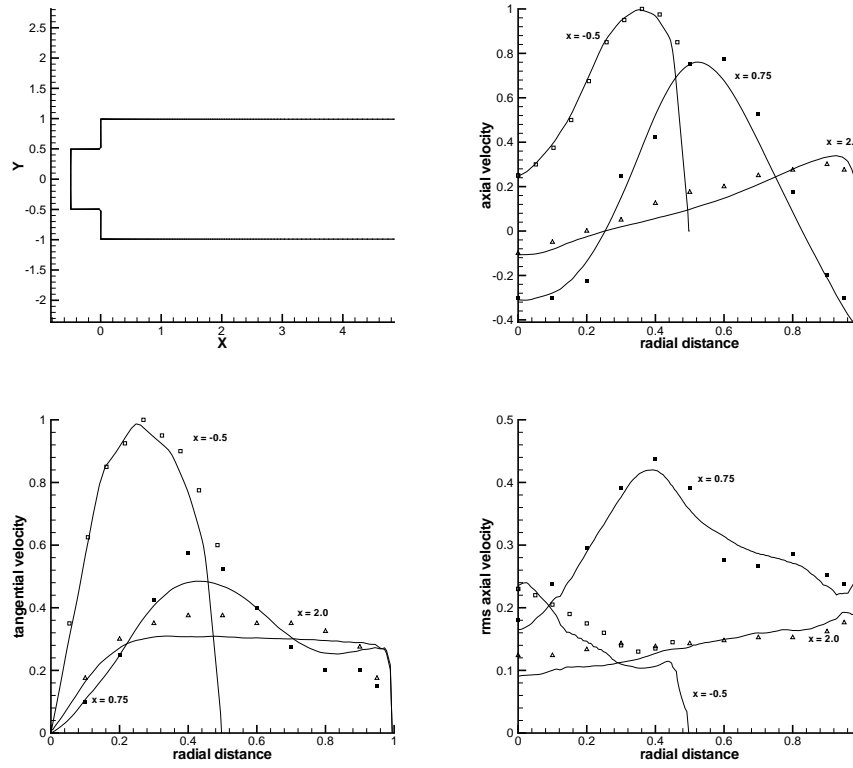 2.5
2
1.5
1
0.5
0
-0.5
-1
-1.5
-2
Y
0
1
2
3
4
X
1
0.8
0.6
0.4
0.2
0
-0.2
-0.4
axial velocity
x = -0.5
x = 0.75
x = 2.
0
0.2
0.4
0.6
0.8
radial distance
1
0.8
0.6
0.4
0.2
0
tangential velocity
x = -0.5
x = 2.0
x = 0.75
0.2
0.4
0.6
0.8
1
radial distance
0.5
0.4
0.3
0.2
0.1
0
rms axial velocity
x = 0.75
x = 2.0
x = -0.5
0
0.2
0.4
0.6
0.8
radial distance